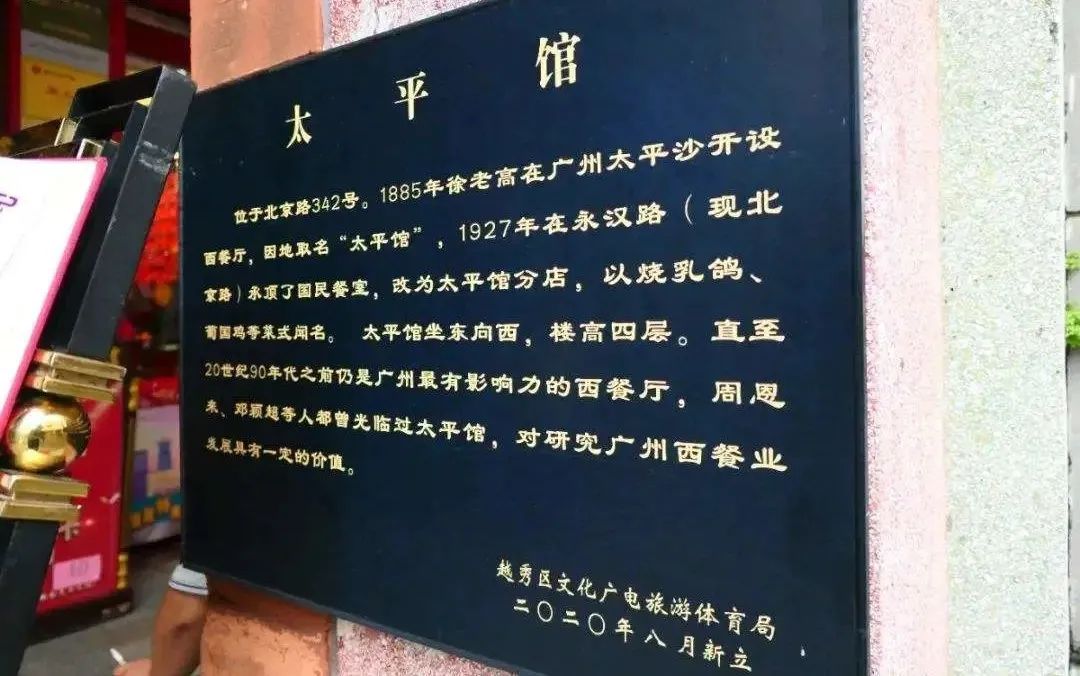 太平馆
位于北京路342号。1885年徐老高在广州太平沙开设
西餐厅，因地取名“太平馆”，1927年在永汉路（现北
京路）承顶了国民餐室，改为太平馆分店，以烧乳鸽、
葡国鸡等菜式闻名。 太平馆坐东向西，楼高四层。直至
20世纪90年代之前仍是广州最有影响力的西餐厅，周恩
来、邓颖超等人都曾光临过太平馆，对研究广州西餐业
发展具有一定的价值。
越秀区文化广电旅游体育局
二〇二〇年八月新立